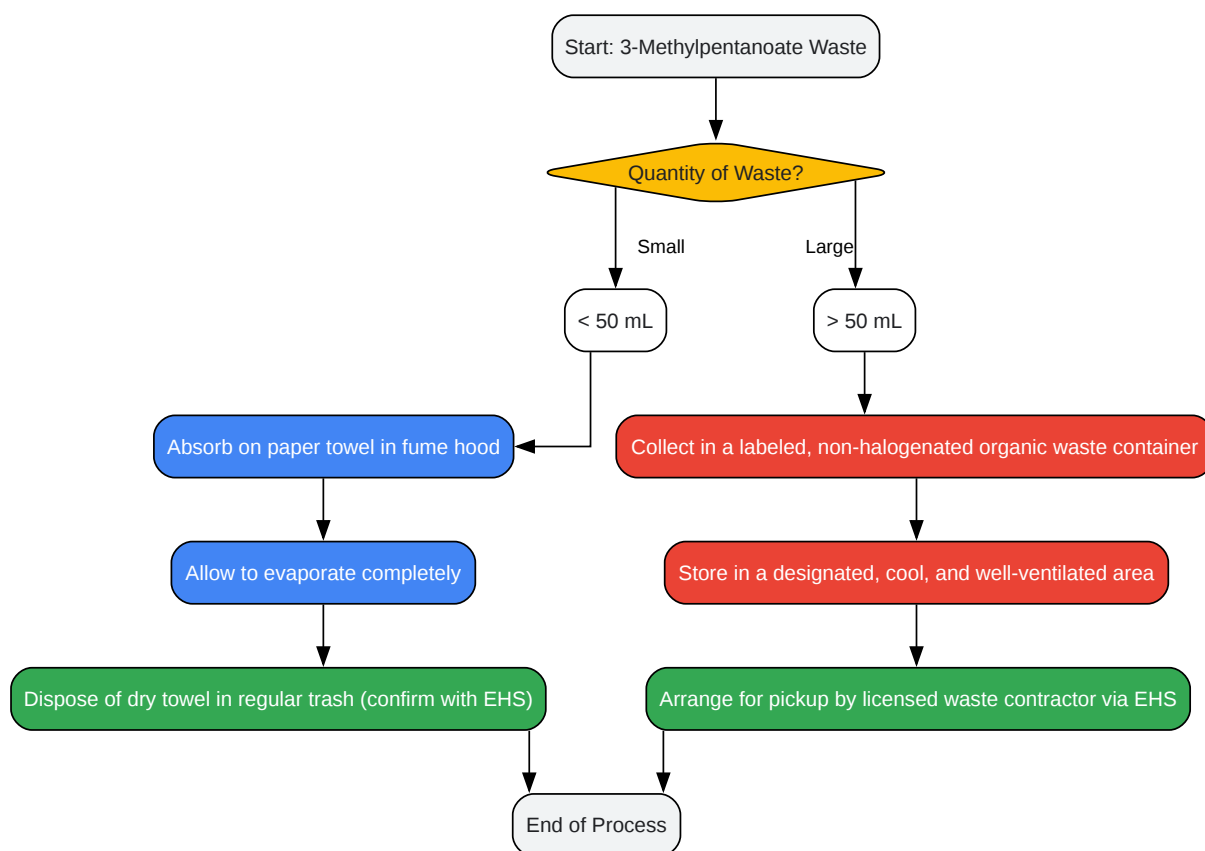 Start: 3-Methylpentanoate Waste
Quantity of Waste?
Small
Large
< 50 mL
> 50 mL
Absorb on paper towel in fume hood
Collect in a labeled, non-halogenated organic waste container
Allow to evaporate completely
Store in a designated, cool, and well-ventilated area
Dispose of dry towel in regular trash (confirm with EHS)
Arrange for pickup by licensed waste contractor via EHS
End of Process